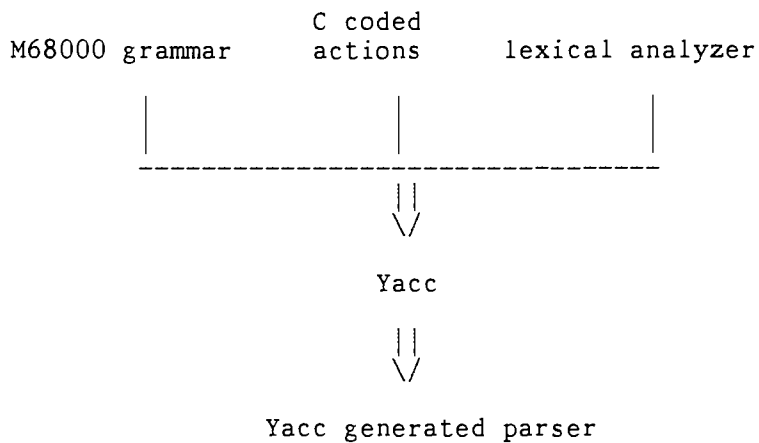 C coded
M68000 grammar actions lexical analyzer
Yacc
Yacc generated parser